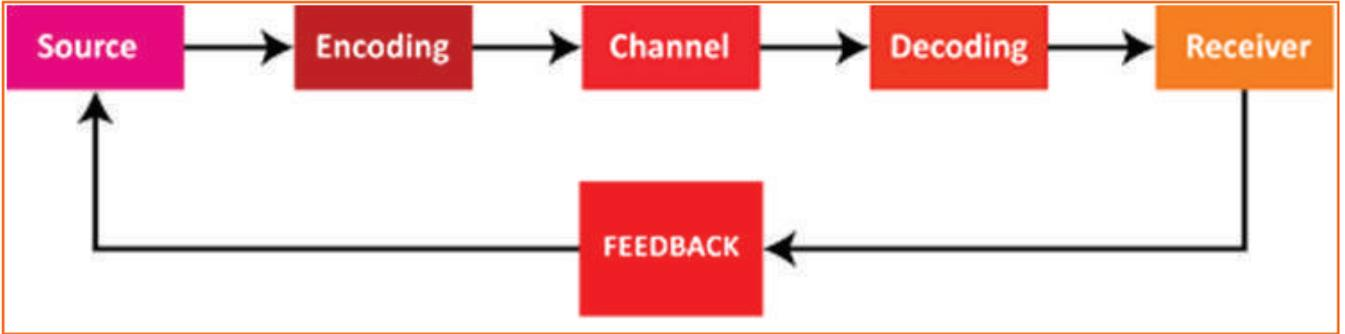 Source
Encoding
Channel
Decoding
Receiver
FEEDBACK